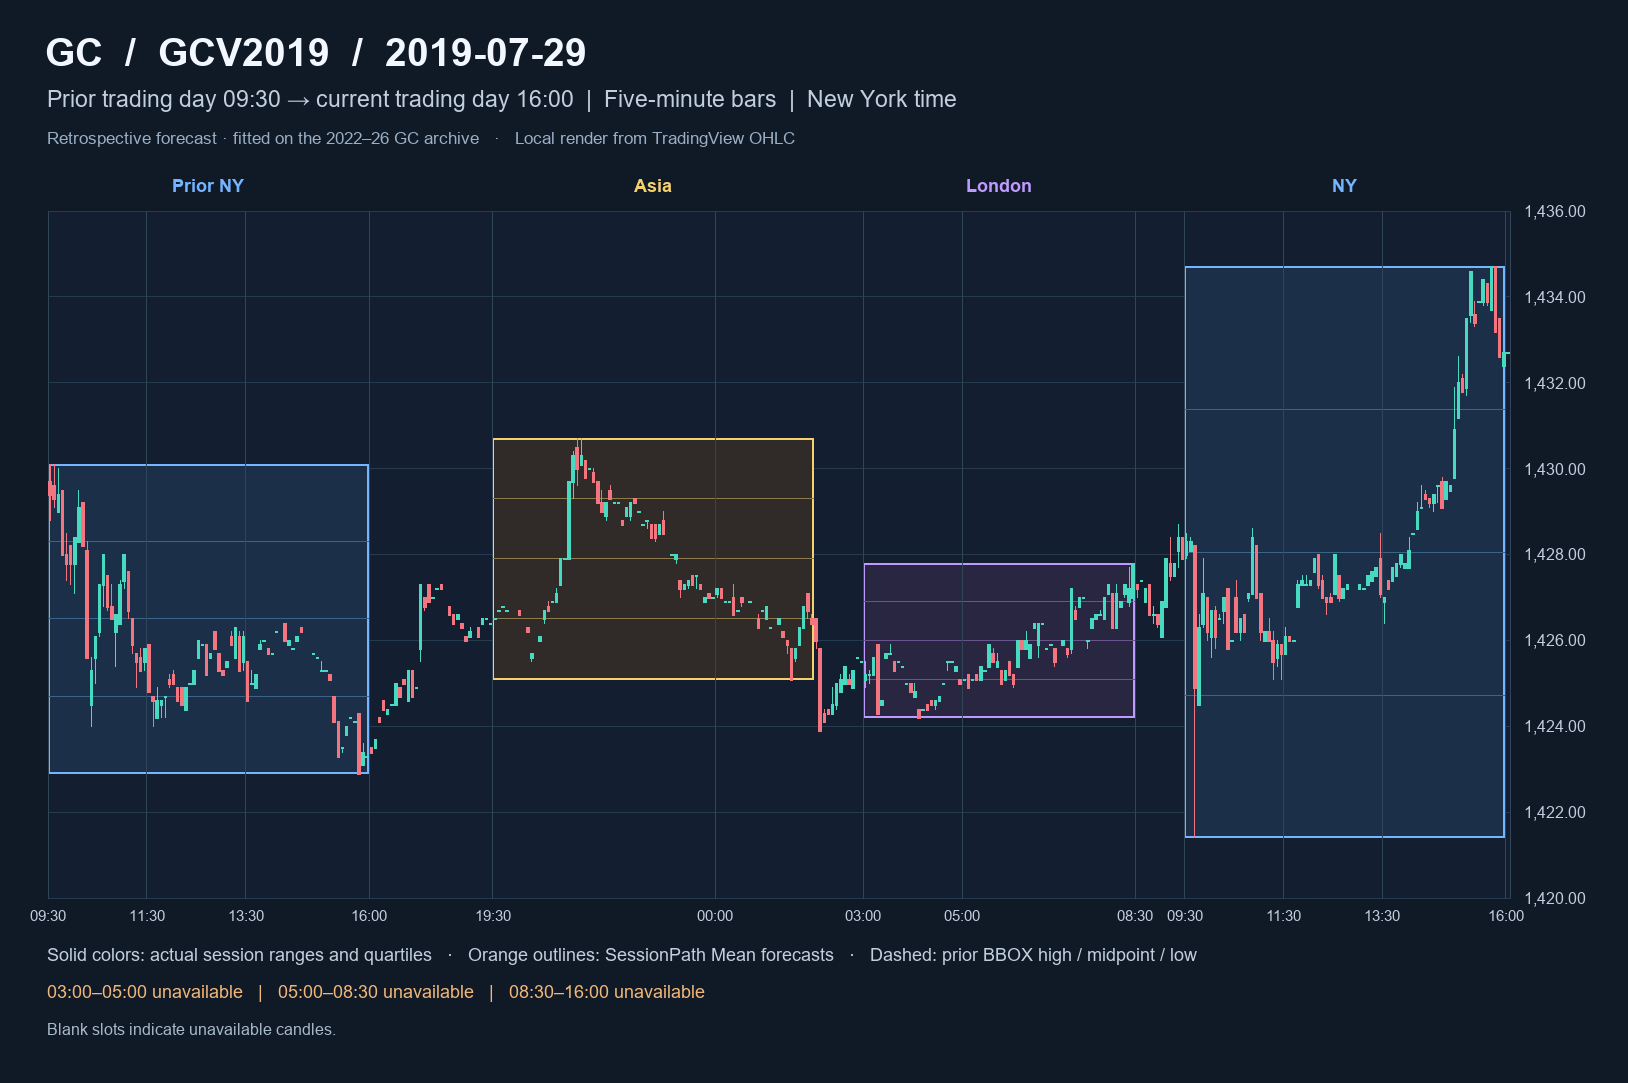 GC / GCV2019 / 2019-07-29
Prior trading day 09:30 → current trading day 16:00 | Five-minute bars | New York time
Retrospective forecast · fitted on the 2022–26 GC archive · Local render from TradingView OHLC
Prior NY Asia London NY
1,436.00
1,434.00
1,432.00
1,430.00
1,428.00
1,426.00
1,424.00
1,422.00
1,420.00
09:30 11:30 13:30 16:00 19:30 00:00 03:00 05:00 08:30 09:30 11:30 13:30 16:00
Solid colors: actual session ranges and quartiles · Orange outlines: SessionPath Mean forecasts · Dashed: prior BBOX high / midpoint / low
03:00–05:00 unavailable | 05:00–08:30 unavailable | 08:30–16:00 unavailable
Blank slots indicate unavailable candles.